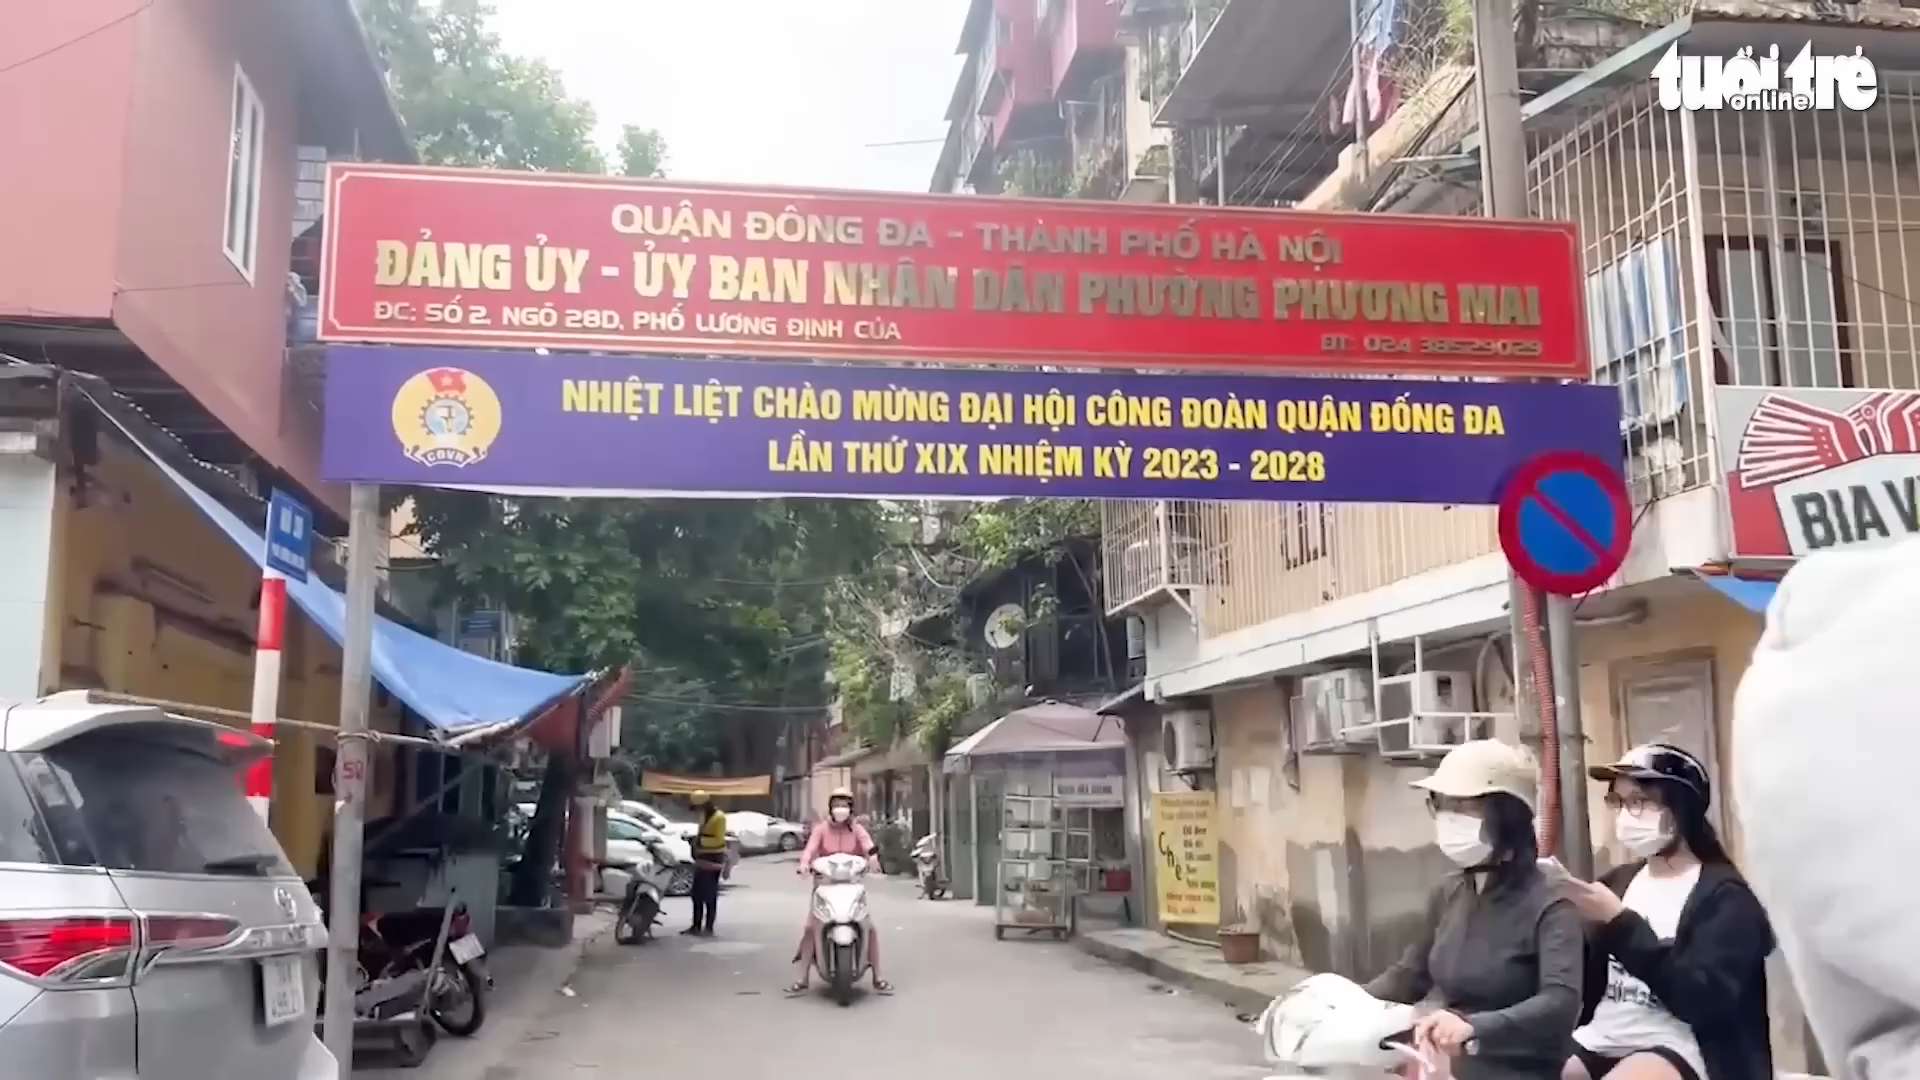 tuổi trẻ
online
QUẬN ĐỐNG ĐA - THÀNH PHỐ HÀ NỘI
ĐẢNG ỦY - ỦY BAN NHÂN DÂN PHƯỜNG PHƯƠNG MAI
ĐC: SỐ 2, NGÕ 28D, PHỐ LƯƠNG ĐỊNH CỦA
ĐT: 024 38529029
NHIỆT LIỆT CHÀO MỪNG ĐẠI HỘI CÔNG ĐOÀN QUẬN ĐỐNG ĐA
LẦN THỨ XIX NHIỆM KỲ 2023 - 2028
BIA V
Chè
50